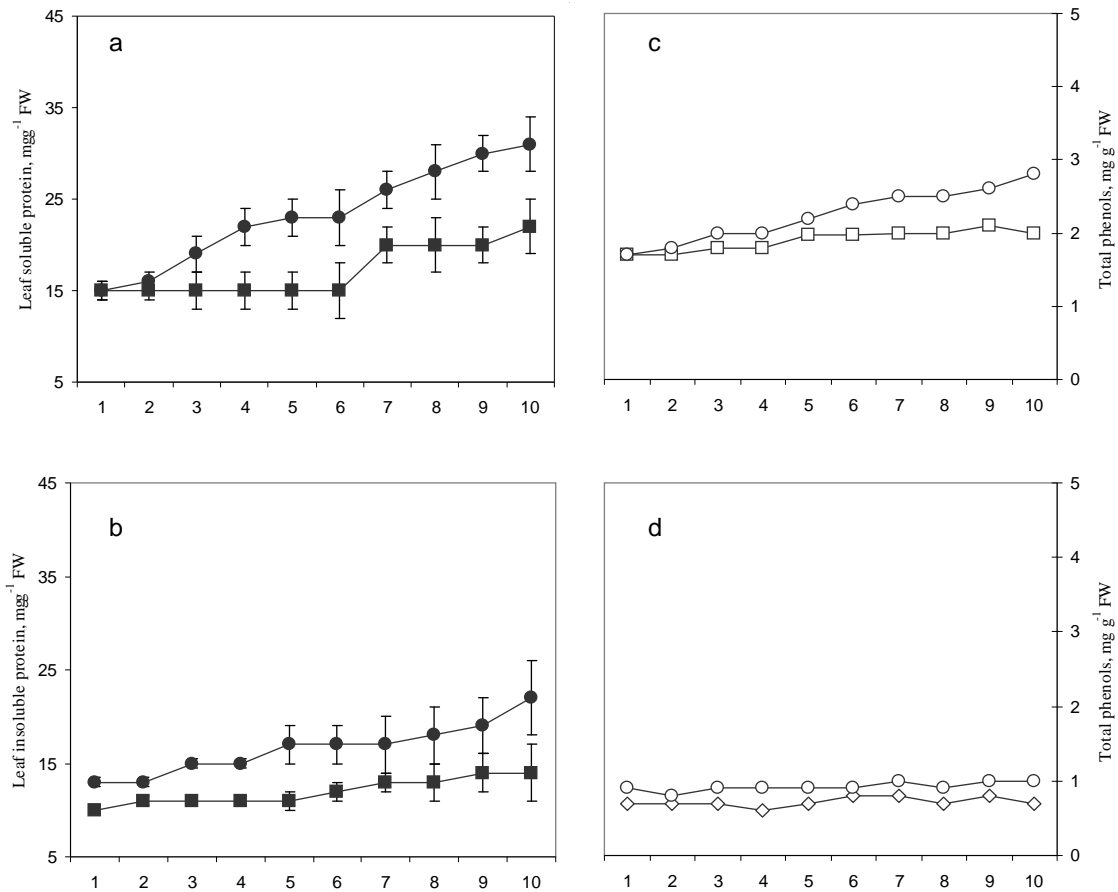 a
45
35
25
15
5
Leaf soluble protein, mgg⁻¹ FW
1 2 3 4 5 6 7 8 9 10
c
5
4
3
2
1
0
Total phenols, mg g⁻¹ FW
1 2 3 4 5 6 7 8 9 10
b
45
35
25
15
5
Leaf insoluble protein, mgg⁻¹ FW
1 2 3 4 5 6 7 8 9 10
d
5
4
3
2
1
0
Total phenols, mg g⁻¹ FW
1 2 3 4 5 6 7 8 9 10